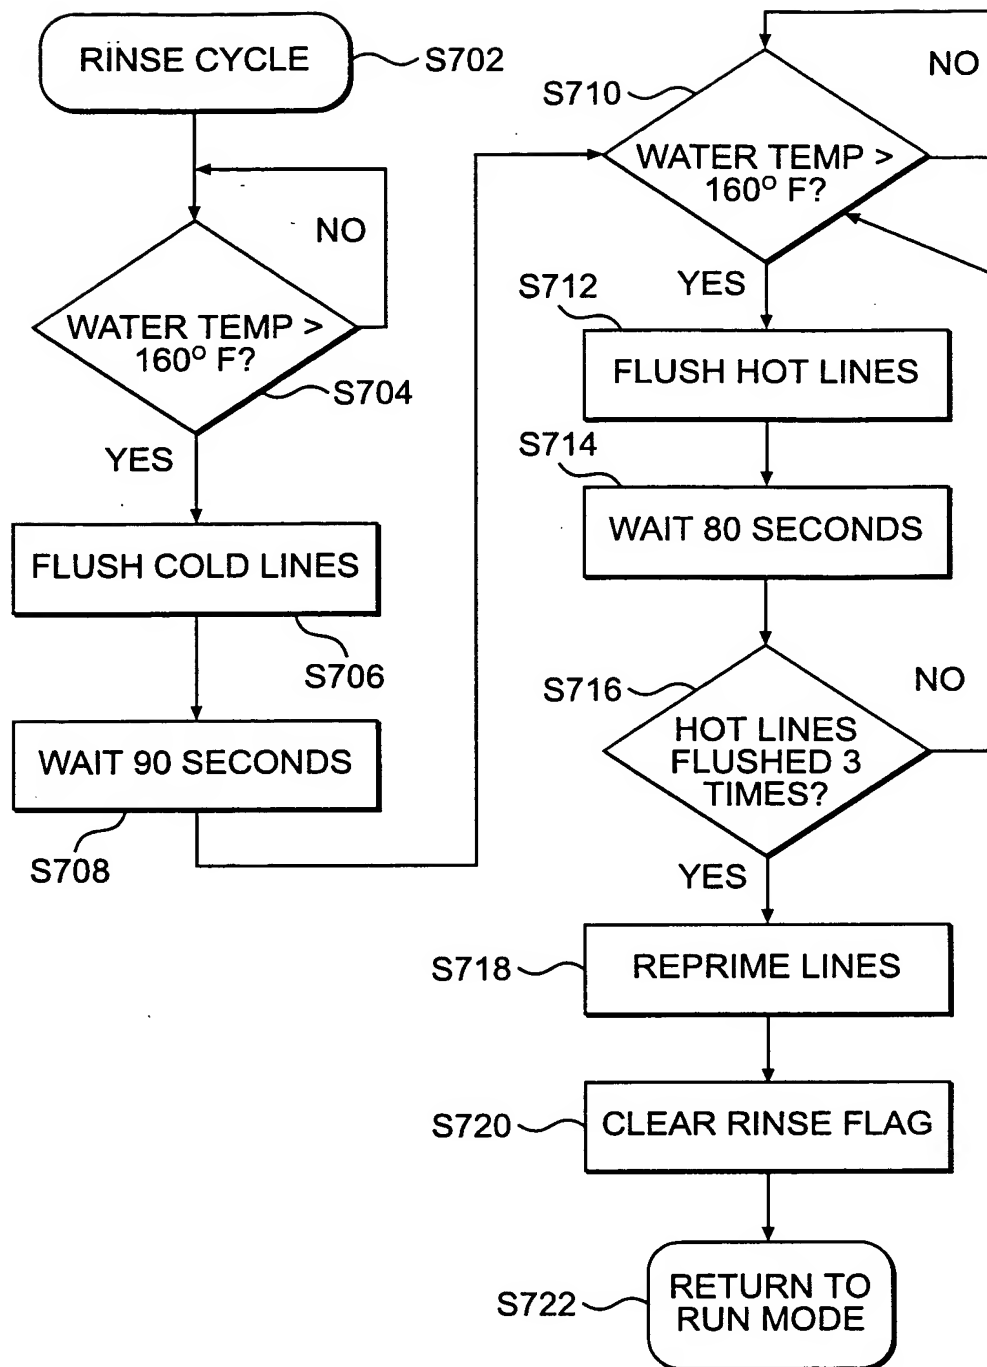 RINSE CYCLE
S702
NO
WATER TEMP >
160° F?
S704
YES
FLUSH COLD LINES
S706
WAIT 90 SECONDS
S708
NO
S710
WATER TEMP >
160° F?
YES
S712
FLUSH HOT LINES
S714
WAIT 80 SECONDS
S716
NO
HOT LINES
FLUSHED 3
TIMES?
YES
S718
REPRIME LINES
S720
CLEAR RINSE FLAG
S722
RETURN TO
RUN MODE